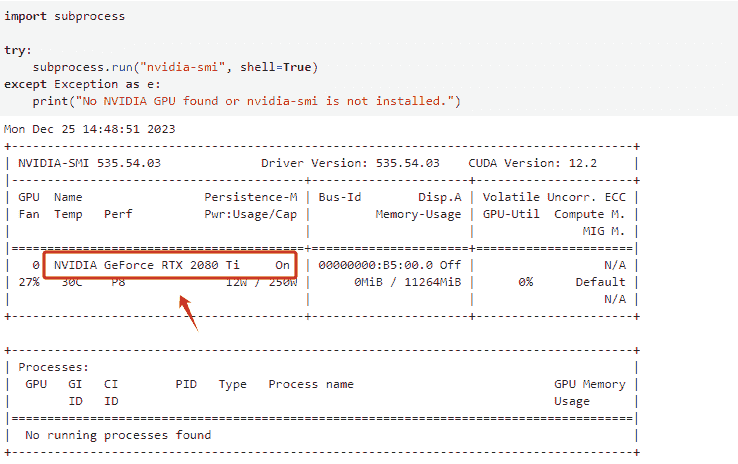 import subprocess
try:
    subprocess.run("nvidia-smi", shell=True)
except Exception as e:
    print("No NVIDIA GPU found or nvidia-smi is not installed.")
Mon Dec 25 14:48:51 2023
+---------------------------------------------------------------------------------------+
| NVIDIA-SMI 535.54.03              Driver Version: 535.54.03    CUDA Version: 12.2     |
|-----------------------------------------+----------------------+----------------------+
| GPU  Name                 Persistence-M | Bus-Id        Disp.A | Volatile Uncorr. ECC |
| Fan  Temp   Perf          Pwr:Usage/Cap |         Memory-Usage | GPU-Util  Compute M. |
|                                         |                      |               MIG M. |
|=========================================+======================+======================|
|   0  NVIDIA GeForce RTX 2080 Ti     On  | 00000000:B5:00.0 Off |                  N/A |
| 27%   30C    P8              12W / 250W |      0MiB / 11264MiB |      0%      Default |
|                                         |                      |                  N/A |
+-----------------------------------------+----------------------+----------------------+
+---------------------------------------------------------------------------------------+
| Processes:                                                                            |
|  GPU   GI   CI        PID   Type   Process name                            GPU Memory |
|        ID   ID                                                             Usage      |
|=======================================================================================|
|  No running processes found                                                           |
+---------------------------------------------------------------------------------------+